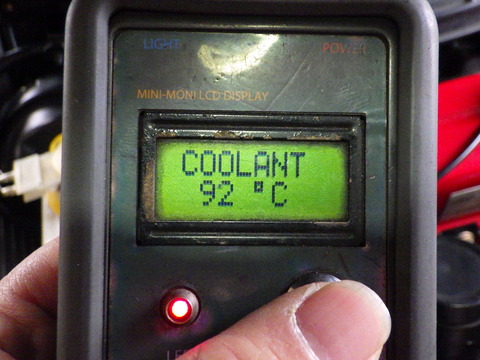 LIGHT
POWER
MINI-MONI LCD DISPLAY
COOLANT
92 °C